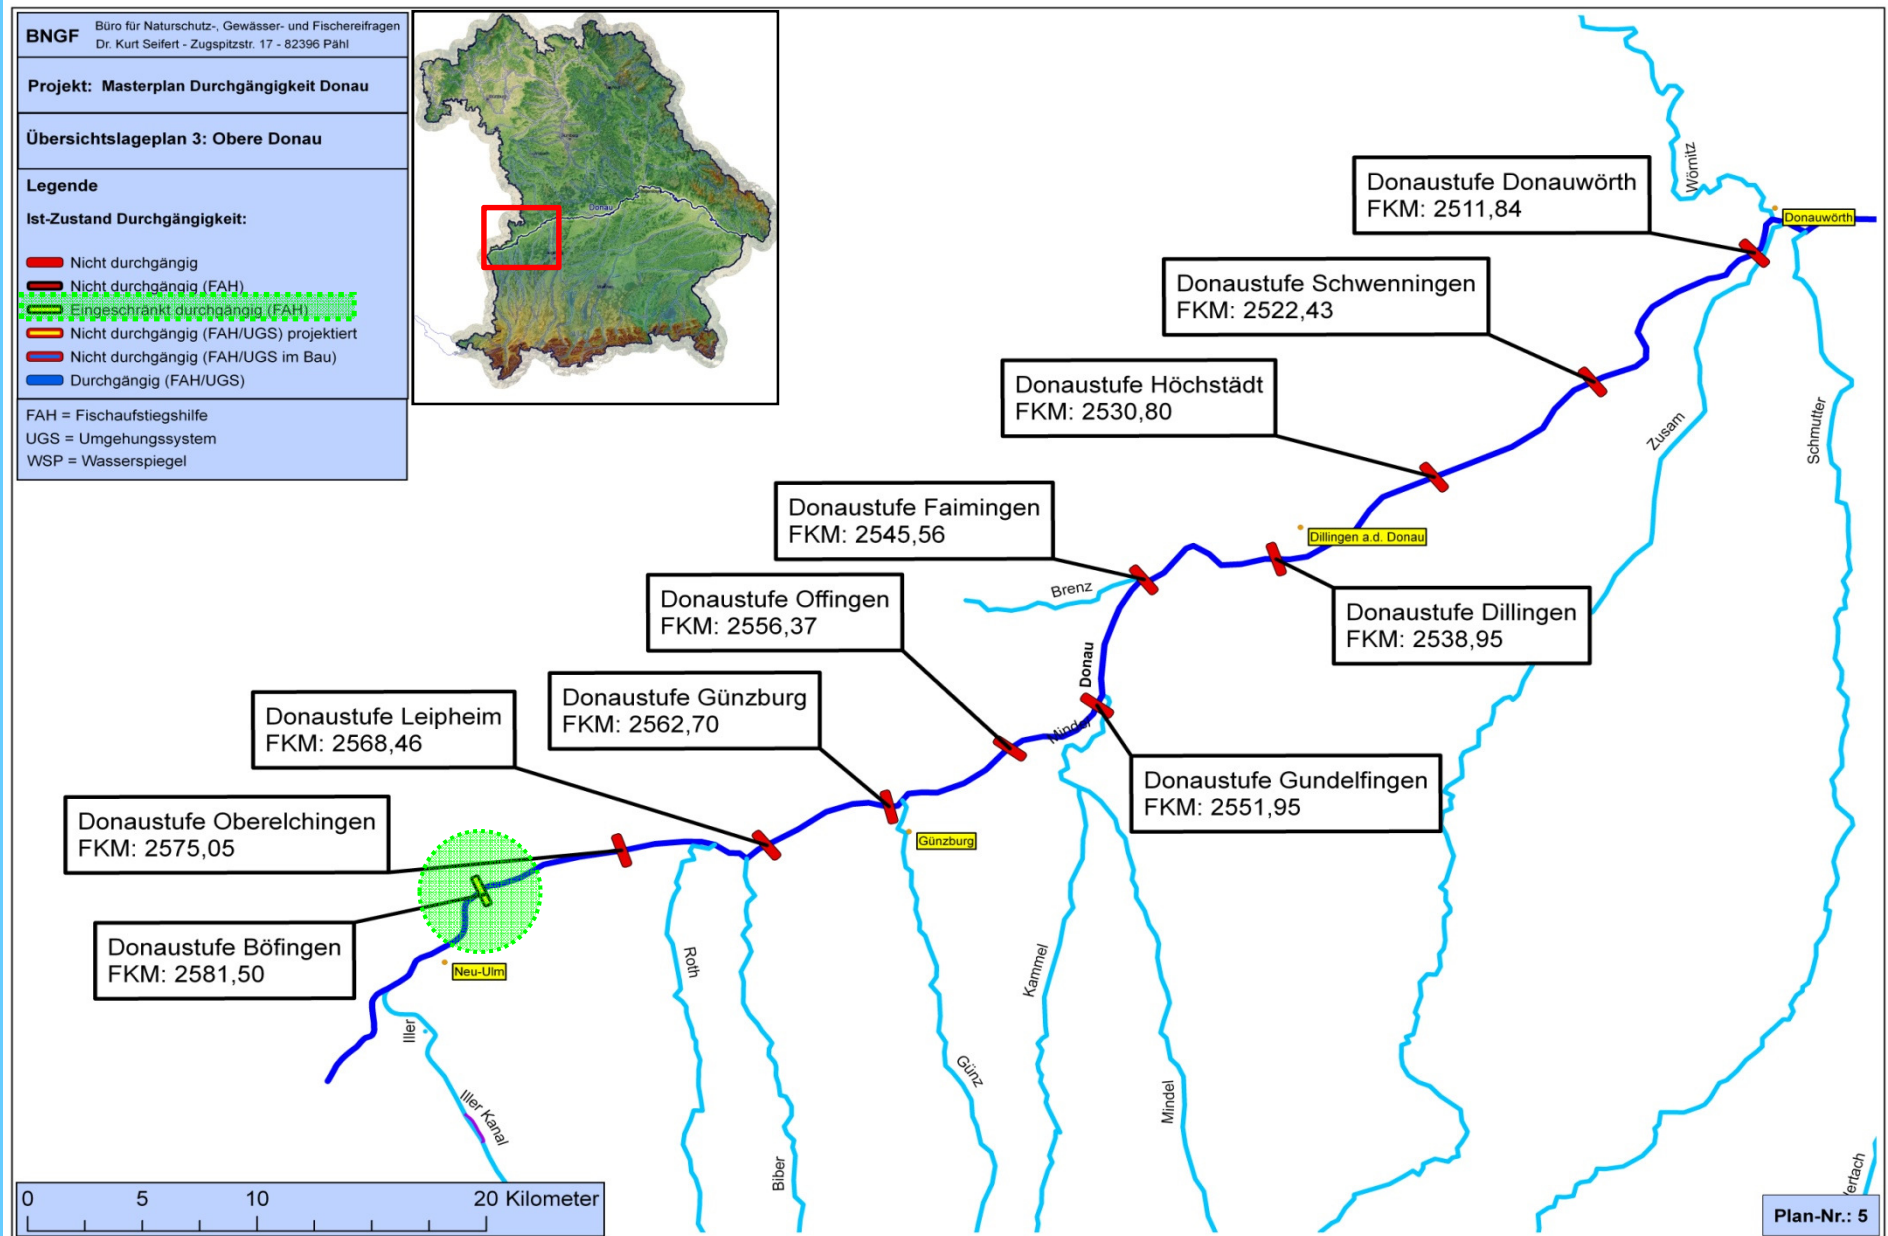 BNGF
Büro für Naturschutz-, Gewässer- und Fischereifragen
Dr. Kurt Seifert - Zugspitzstr. 17 - 82396 Pähl
Projekt: Masterplan Durchgängigkeit Donau
Übersichtslageplan 3: Obere Donau
Legende
Ist-Zustand Durchgängigkeit:
Nicht durchgängig
Nicht durchgängig (FAH)
Eingeschränkt durchgängig (FAH)
Nicht durchgängig (FAH/UGS) projektiert
Nicht durchgängig (FAH/UGS im Bau)
Durchgängig (FAH/UGS)
FAH = Fischaufstiegshilfe
UGS = Umgehungssystem
WSP = Wasserspiegel
Donau
Wörnitz
Donaustufe Donauwörth
FKM: 2511,84
Donauwörth
Donaustufe Schwenningen
FKM: 2522,43
Donaustufe Höchstädt
FKM: 2530,80
Zusam
Schmutter
Donaustufe Faimingen
FKM: 2545,56
Dillingen a.d. Donau
Brenz
Donaustufe Offingen
FKM: 2556,37
Donaustufe Dillingen
FKM: 2538,95
Donau
Donaustufe Günzburg
FKM: 2562,70
Donaustufe Leipheim
FKM: 2568,46
Mindel
Donaustufe Gundelfingen
FKM: 2551,95
Donaustufe Oberelchingen
FKM: 2575,05
Günzburg
Donaustufe Böfingen
FKM: 2581,50
Neu-Ulm
Roth
Kammel
Iller
Günz
Iller Kanal
Mindel
Biber
ertach
0 5 10 20 Kilometer
Plan-Nr.: 5